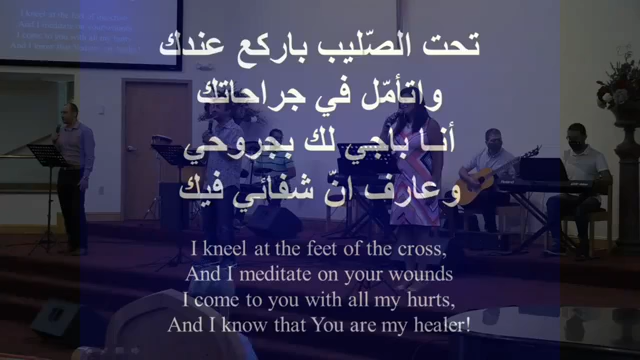 تحت الصّليب باركع عندك
واتأمّل في جراحاتك
أنا باجي لك بجروحي
وعارف انّ شفائي فيك
I kneel at the feet of the cross,
And I meditate on your wounds
I come to you with all my hurts,
And I know that You are my healer!